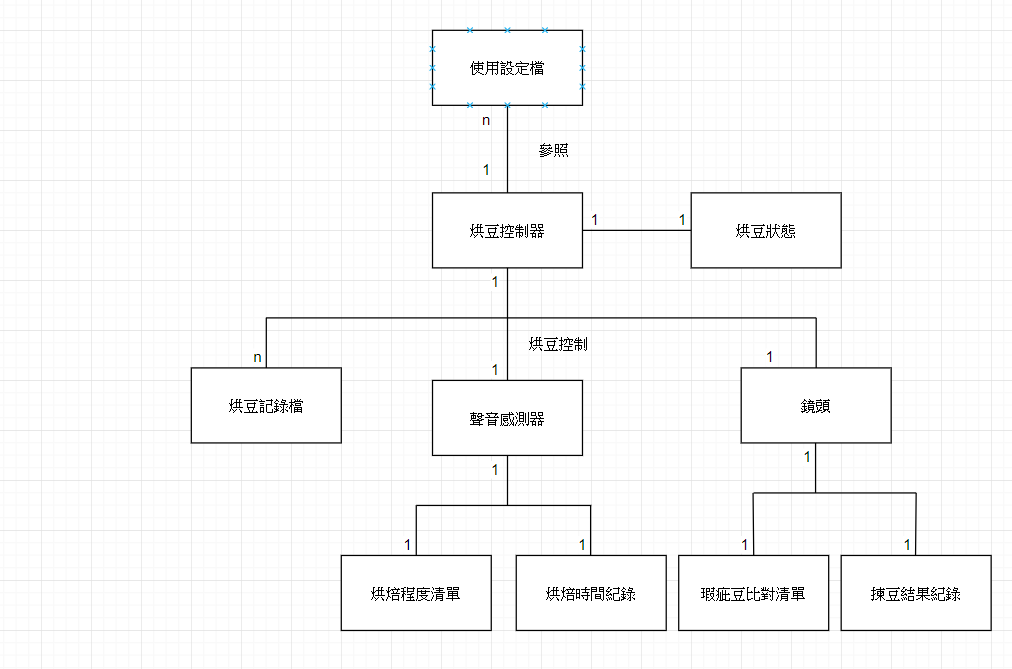 使用設定檔
n
參照
1
烘豆控制器
1
1
烘豆狀態
1
烘豆控制
n
1
1
烘豆記錄檔
聲音感測器
鏡頭
1
1
1
1
1
1
烘焙程度清單
烘焙時間紀錄
瑕疵豆比對清單
揀豆結果紀錄